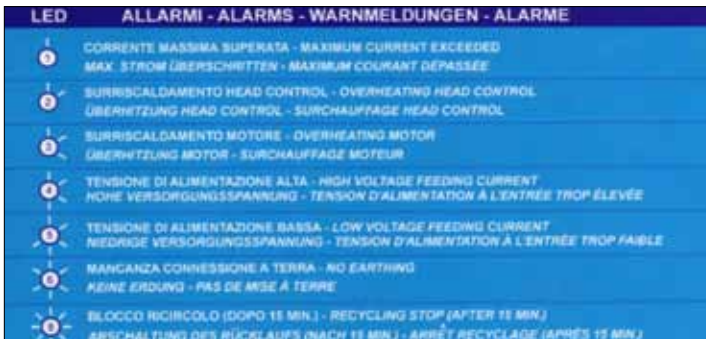 LED ALLARMI - ALARMS - WARNMELDUNGEN - ALARME
1 CORRENTE MASSIMA SUPERATA - MAXIMUM CURRENT EXCEEDED
MAX. STROM ÜBERSCHRITTEN - MAXIMUM COURANT DEPASSÉE
2 SURRISCALDAMENTO HEAD CONTROL - OVERHEATING HEAD CONTROL
ÜBERHITZUNG HEAD CONTROL - SURCHAUFFAGE HEAD CONTROL
3 SURRISCALDAMENTO MOTORE - OVERHEATING MOTOR
ÜBERHITZUNG MOTOR - SURCHAUFFAGE MOTEUR
4 TENSIONE DI ALIMENTAZIONE ALTA - HIGH VOLTAGE FEEDING CURRENT
HOHE VERSORGUNGSSPANNUNG - TENSION D'ALIMENTATION À L'ENTRÉE TROP ÉLEVÉE
5 TENSIONE DI ALIMENTAZIONE BASSA - LOW VOLTAGE FEEDING CURRENT
NIEDRIGE VERSORGUNGSSPANNUNG - TENSION D'ALIMENTATION À L'ENTRÉE TROP FAIBLE
6 MANCANZA CONNESSIONE A TERRA - NO EARTHING
KEINE ERDUNG - PAS DE MISE À TERRE
8 BLOCCO RICIRCOLO (DOPO 15 MIN.) - RECYCLING STOP (AFTER 15 MIN.)
ABSCHALTUNG DES RÜCKLAUFS (NACH 15 MIN.) - ARRÊT RECYCLAGE (APRÈS 15 MIN.)